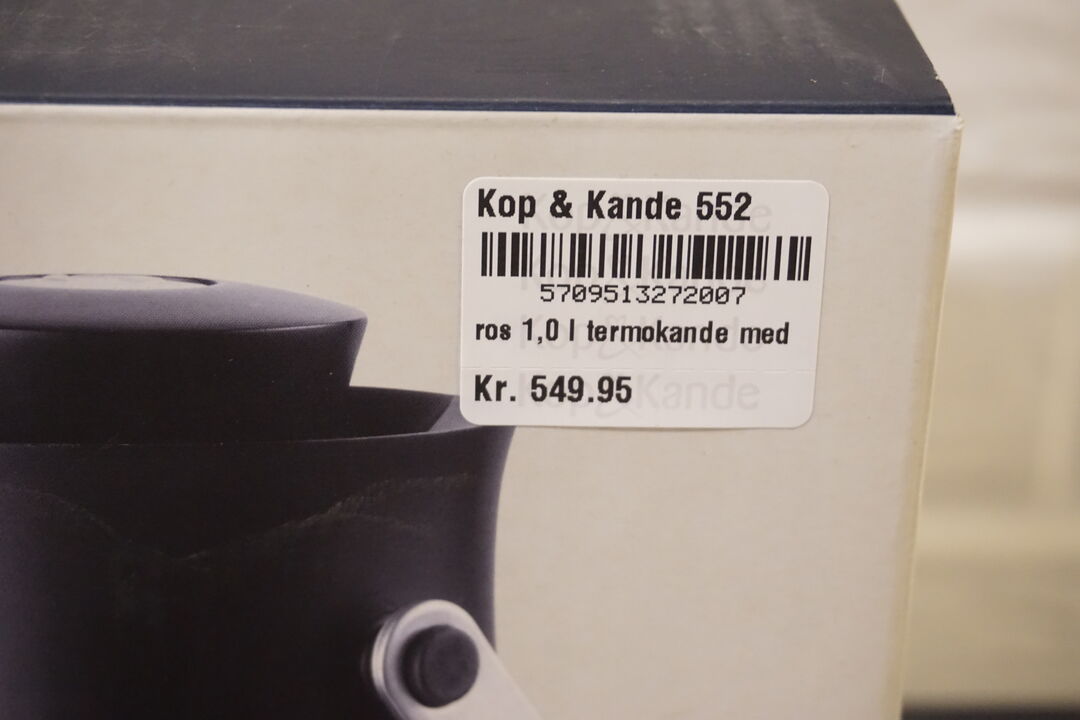 Kop & Kande 552
5709513272007
ros 1,0 l termokande med
Kr. 549.95